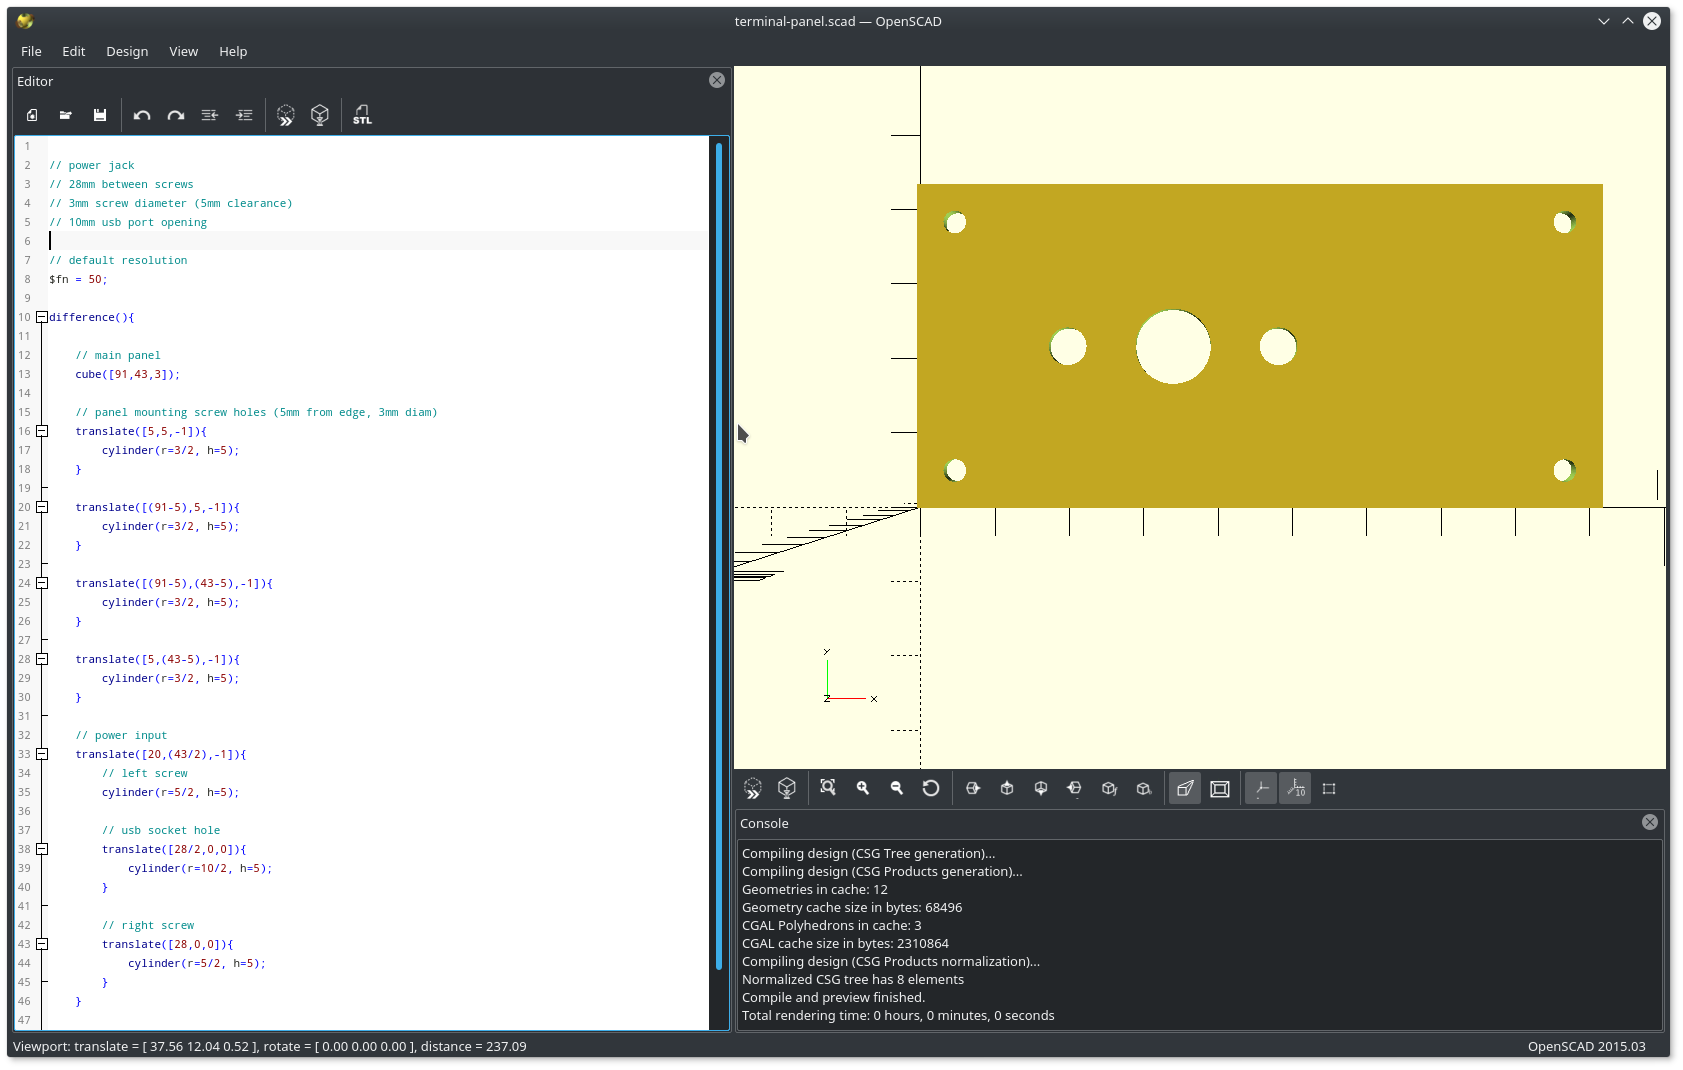 terminal-panel.scad — OpenSCAD
File Edit Design View Help
Editor
STL
1
2 // power jack
3 // 28mm between screws
4 // 3mm screw diameter (5mm clearance)
5 // 10mm usb port opening
6
7 // default resolution
8 $fn = 50;
9
10 difference(){
11
12 // main panel
13 cube([91,43,3]);
14
15 // panel mounting screw holes (5mm from edge, 3mm diam)
16 translate([5,5,-1]){
17 cylinder(r=3/2, h=5);
18 }
19
20 translate([(91-5),5,-1]){
21 cylinder(r=3/2, h=5);
22 }
23
24 translate([(91-5),(43-5),-1]){
25 cylinder(r=3/2, h=5);
26 }
27
28 translate([5,(43-5),-1]){
29 cylinder(r=3/2, h=5);
30 }
31
32 // power input
33 translate([20,(43/2),-1]){
34 // left screw
35 cylinder(r=5/2, h=5);
36
37 // usb socket hole
38 translate([28/2,0,0]){
39 cylinder(r=10/2, h=5);
40 }
41
42 // right screw
43 translate([28,0,0]){
44 cylinder(r=5/2, h=5);
45 }
46 }
47
Y
Z X
10
Console
Compiling design (CSG Tree generation)...
Compiling design (CSG Products generation)...
Geometries in cache: 12
Geometry cache size in bytes: 68496
CGAL Polyhedrons in cache: 3
CGAL cache size in bytes: 2310864
Compiling design (CSG Products normalization)...
Normalized CSG tree has 8 elements
Compile and preview finished.
Total rendering time: 0 hours, 0 minutes, 0 seconds
Viewport: translate = [ 37.56 12.04 0.52 ], rotate = [ 0.00 0.00 0.00 ], distance = 237.09
OpenSCAD 2015.03